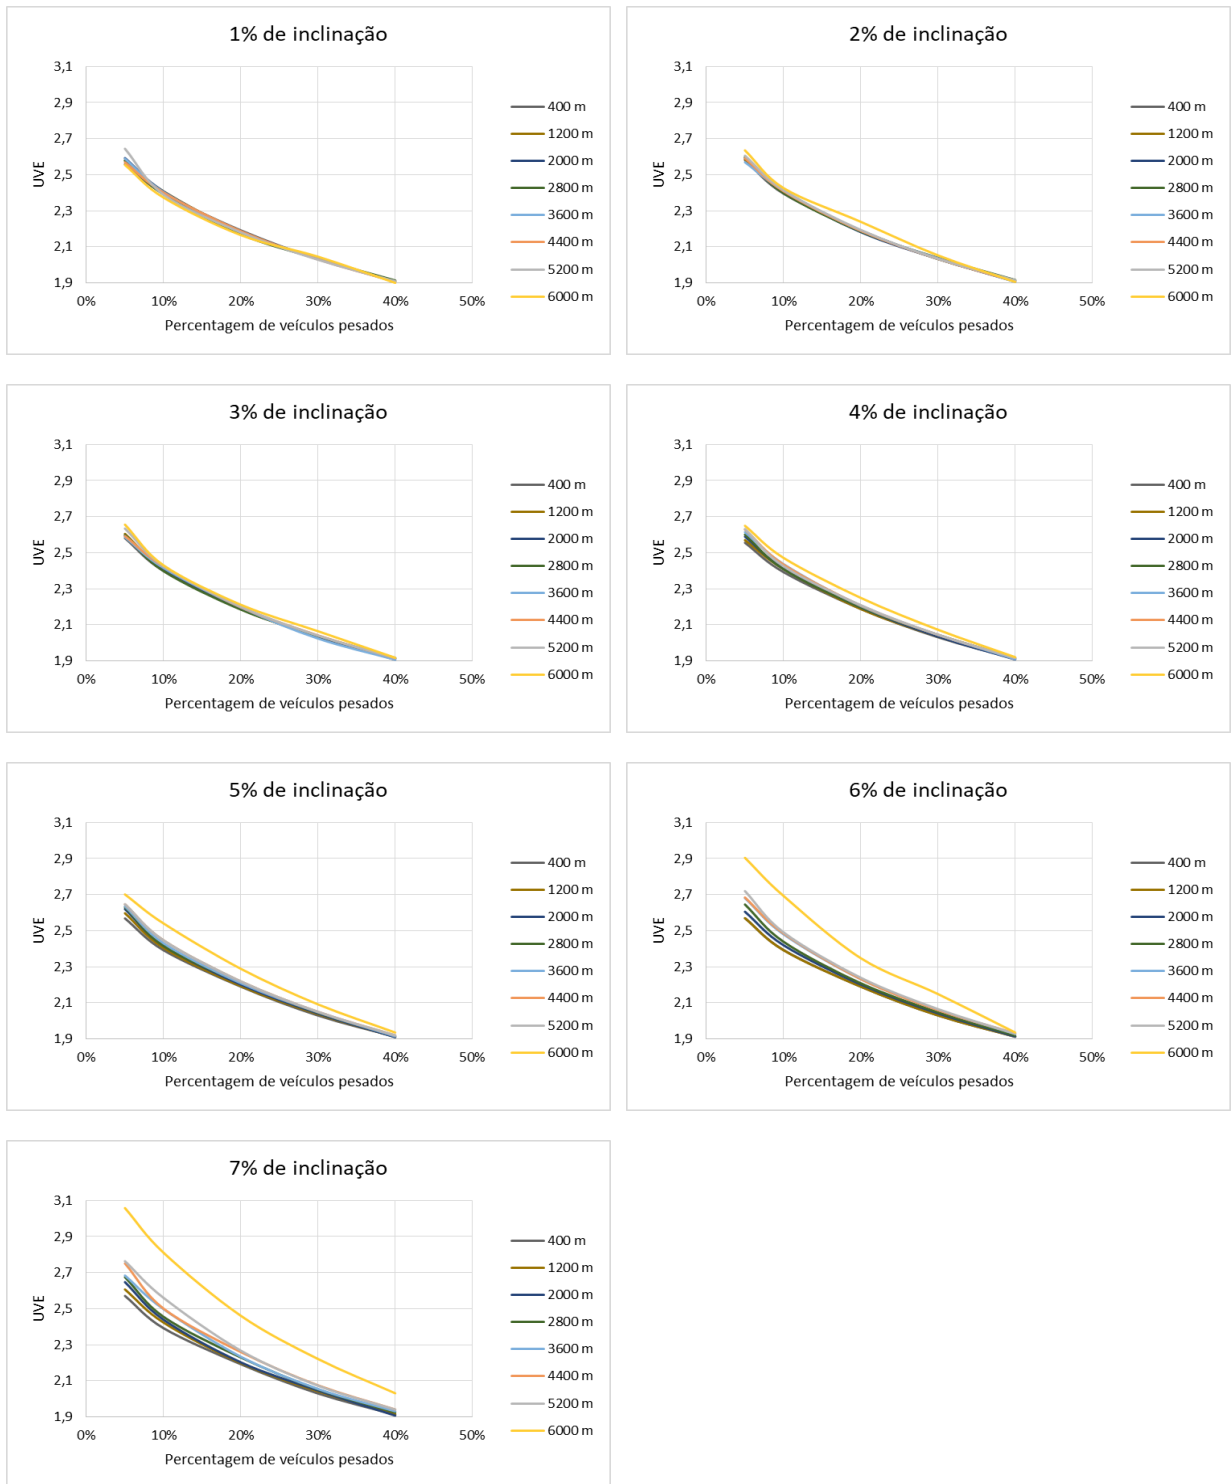 1% de inclinação
3,1
2,9
2,7
2,5
2,3
2,1
1,9
UVE
0% 10% 20% 30% 40% 50%
Percentagem de veículos pesados
400 m
1200 m
2000 m
2800 m
3600 m
4400 m
5200 m
6000 m
2% de inclinação
3,1
2,9
2,7
2,5
2,3
2,1
1,9
UVE
0% 10% 20% 30% 40% 50%
Percentagem de veículos pesados
400 m
1200 m
2000 m
2800 m
3600 m
4400 m
5200 m
6000 m
3% de inclinação
3,1
2,9
2,7
2,5
2,3
2,1
1,9
UVE
0% 10% 20% 30% 40% 50%
Percentagem de veículos pesados
400 m
1200 m
2000 m
2800 m
3600 m
4400 m
5200 m
6000 m
4% de inclinação
3,1
2,9
2,7
2,5
2,3
2,1
1,9
UVE
0% 10% 20% 30% 40% 50%
Percentagem de veículos pesados
400 m
1200 m
2000 m
2800 m
3600 m
4400 m
5200 m
6000 m
5% de inclinação
3,1
2,9
2,7
2,5
2,3
2,1
1,9
UVE
0% 10% 20% 30% 40% 50%
Percentagem de veículos pesados
400 m
1200 m
2000 m
2800 m
3600 m
4400 m
5200 m
6000 m
6% de inclinação
3,1
2,9
2,7
2,5
2,3
2,1
1,9
UVE
0% 10% 20% 30% 40% 50%
Percentagem de veículos pesados
400 m
1200 m
2000 m
2800 m
3600 m
4400 m
5200 m
6000 m
7% de inclinação
3,1
2,9
2,7
2,5
2,3
2,1
1,9
UVE
0% 10% 20% 30% 40% 50%
Percentagem de veículos pesados
400 m
1200 m
2000 m
2800 m
3600 m
4400 m
5200 m
6000 m